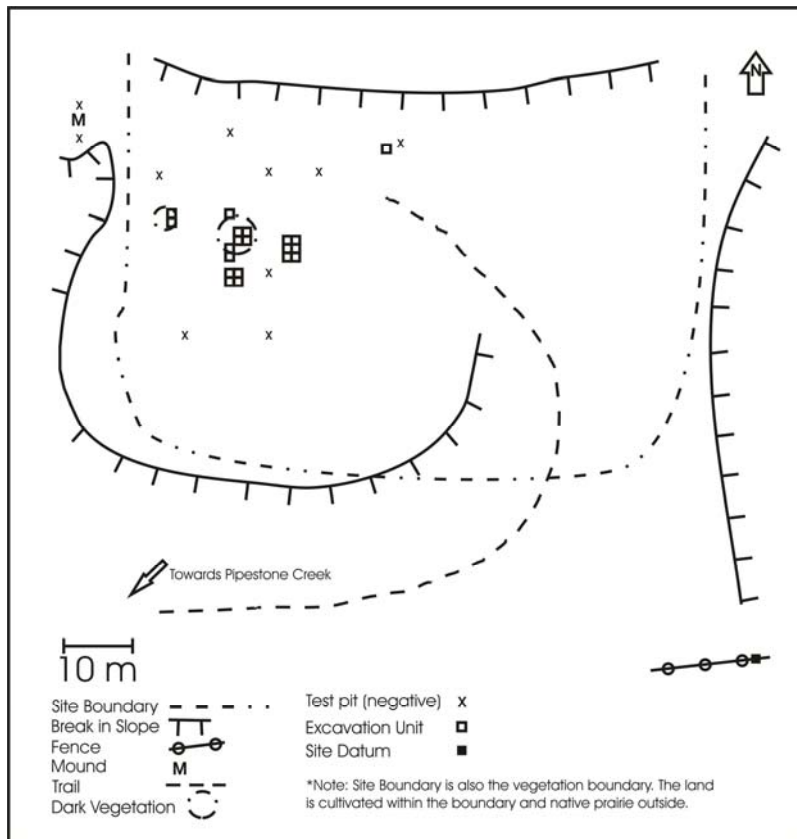 N
M
Towards Pipestone Creek
10 m
Site Boundary
Break in Slope
Fence
Mound M
Trail
Dark Vegetation
Test pit (negative) x
Excavation Unit
Site Datum
*Note: Site Boundary is also the vegetation boundary. The land
is cultivated within the boundary and native prairie outside.